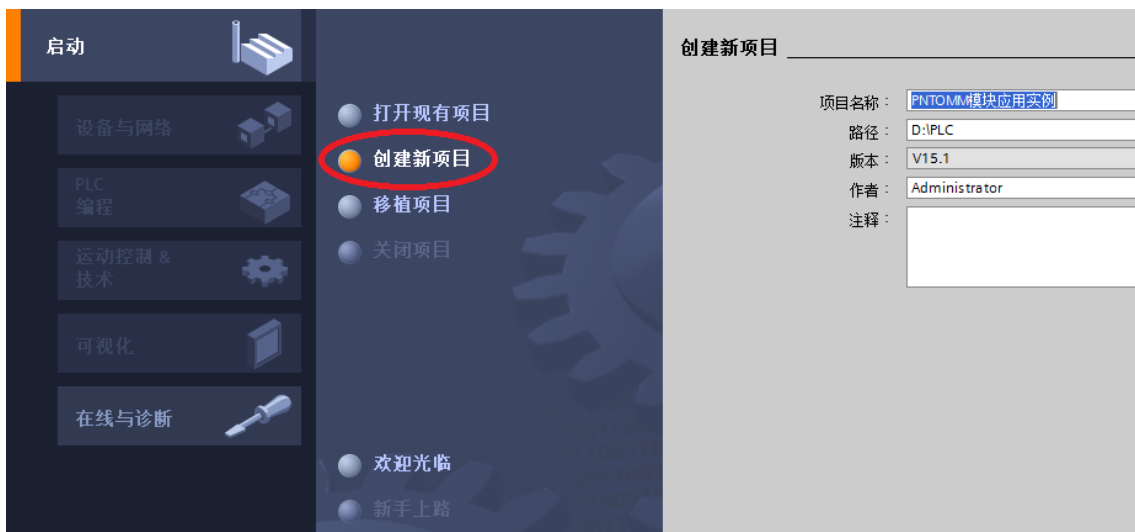 启动
设备与网络
PLC
编程
运动控制 &
技术
可视化
在线与诊断
打开现有项目
创建新项目
移植项目
关闭项目
欢迎光临
新手上路
创建新项目
项目名称： PNTOMM模块应用实例
路径： D:\PLC
版本： V15.1
作者： Administrator
注释：